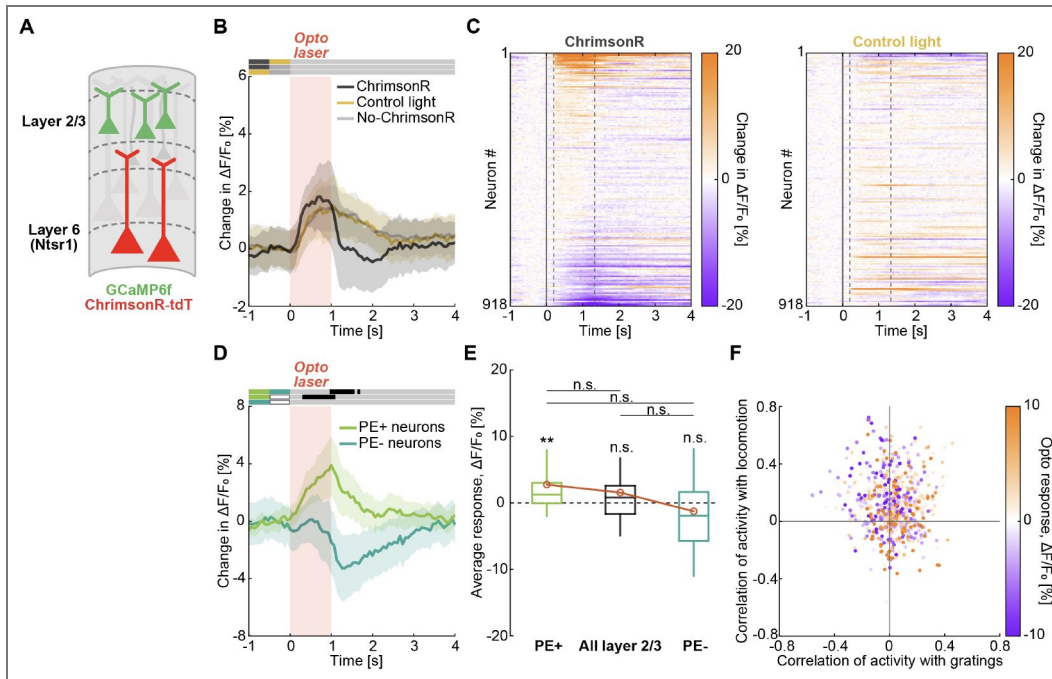 A
Layer 2/3
Layer 6
(Ntsr1)
GCaMP6f
ChrimsonR-tdT
B
Opto
laser
ChrimsonR
Control light
No-ChrimsonR
Change in ΔF/F₀ [%]
6
4
2
0
-2
-1 0 1 2 3 4
Time [s]
C
ChrimsonR
1
Neuron #
918
-1 0 1 2 3 4
Time [s]
20
0
-20
Change in ΔF/F₀ [%]
Control light
1
Neuron #
918
-1 0 1 2 3 4
Time [s]
20
0
-20
Change in ΔF/F₀ [%]
D
Opto
laser
PE+ neurons
PE- neurons
Change in ΔF/F₀ [%]
8
4
0
-4
-8
-1 0 1 2 3 4
Time [s]
E
Average response, ΔF/F₀ [%]
20
10
0
-10
-20
n.s.
n.s.
n.s.
**
n.s.
n.s.
PE+ All layer 2/3 PE-
F
Correlation of activity with locomotion
0.8
0.4
0
-0.4
-0.8
-0.8 -0.4 0 0.4 0.8
Correlation of activity with gratings
10
0
-10
Opto response, ΔF/F₀ [%]